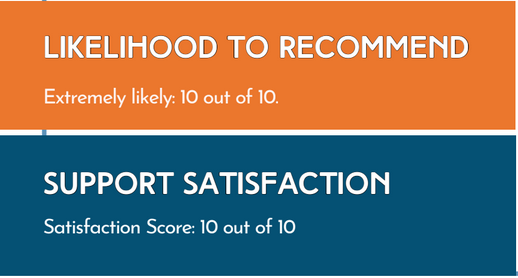 LIKELIHOOD TO RECOMMEND
Extremely likely: 10 out of 10.
SUPPORT SATISFACTION
Satisfaction Score: 10 out of 10